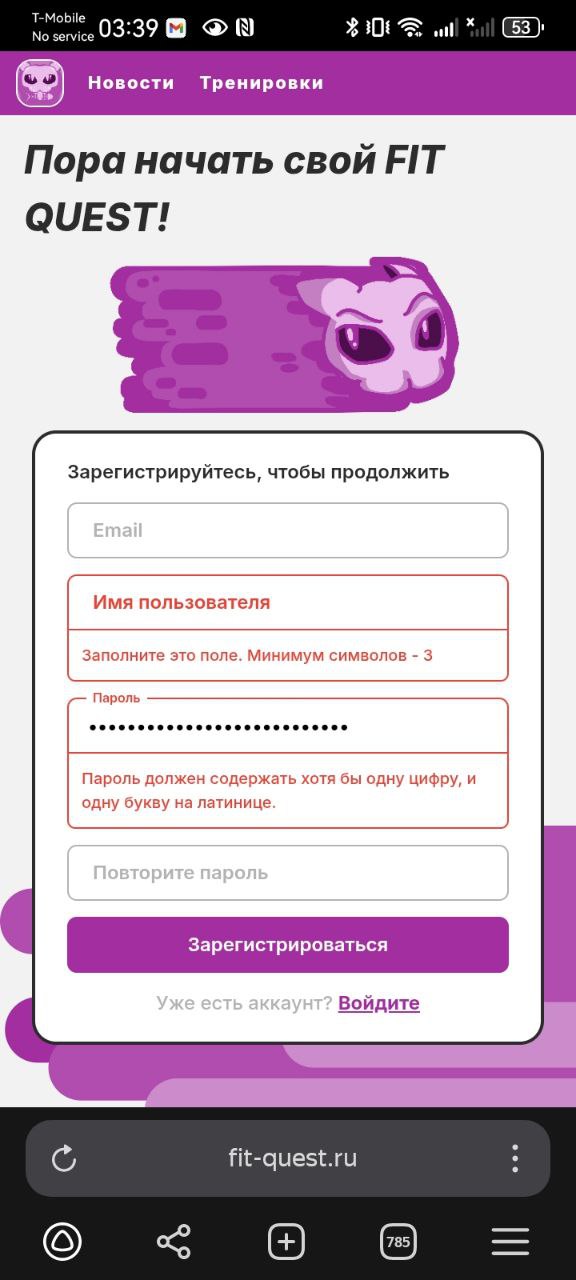 T-Mobile
No service 03:39 53
Новости Тренировки
Пора начать свой FIT
QUEST!
Зарегистрируйтесь, чтобы продолжить
Email
Имя пользователя
Заполните это поле. Минимум символов - 3
Пароль
•••••••••••••••••••••••••••
Пароль должен содержать хотя бы одну цифру, и
одну букву на латинице.
Повторите пароль
Зарегистрироваться
Уже есть аккаунт? Войдите
fit-quest.ru
785